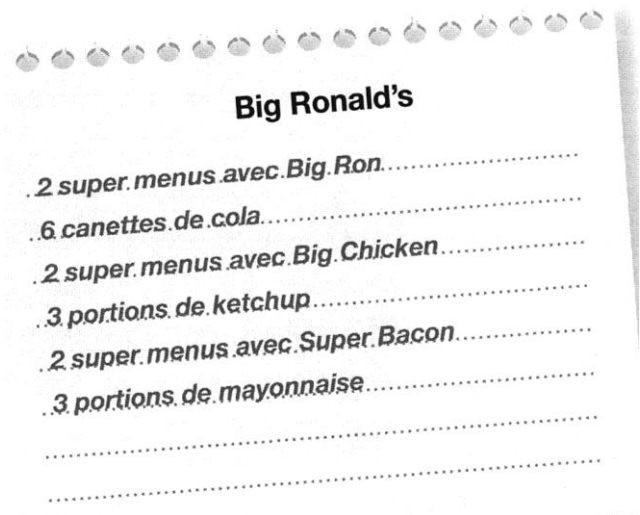 Big Ronald's
2 super menus avec Big Ron
6 canettes de cola
2 super menus avec Big Chicken
3 portions de ketchup
2 super menus avec Super Bacon
3 portions de mayonnaise